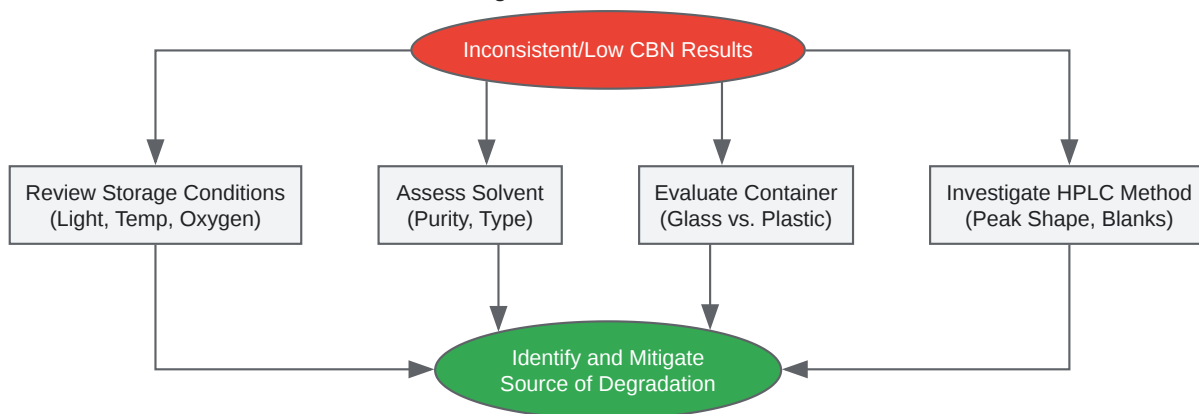 Inconsistent/Low CBN Results
Review Storage Conditions
(Light, Temp, Oxygen)
Assess Solvent
(Purity, Type)
Evaluate Container
(Glass vs. Plastic)
Investigate HPLC Method
(Peak Shape, Blanks)
Identify and Mitigate
Source of Degradation